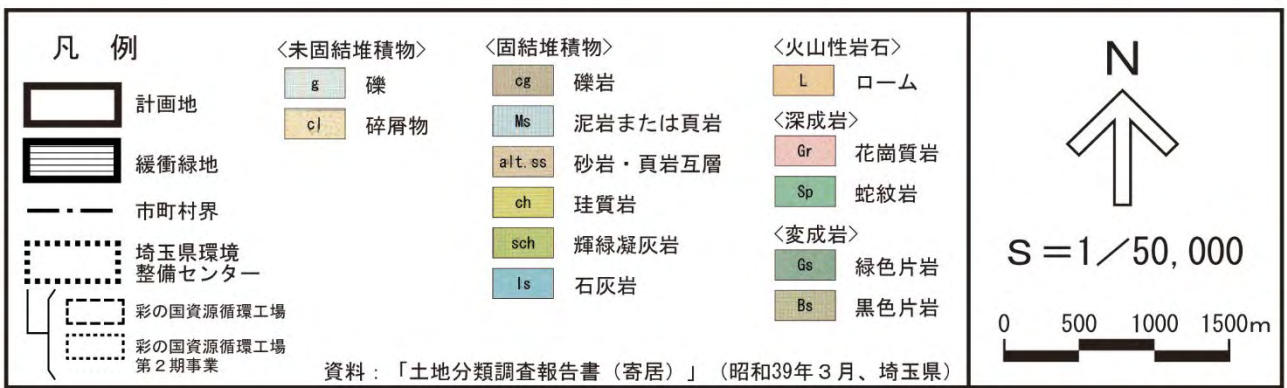 凡 例
計画地
緩衝緑地
市町村界
埼玉県環境
整備センター
彩の国資源循環工場
彩の国資源循環工場
第2期事業
〈未固結堆積物〉
g 礫
cl 砕屑物
〈固結堆積物〉
cg 礫岩
Ms 泥岩または頁岩
alt.ss 砂岩・頁岩互層
ch 珪質岩
sch 輝緑凝灰岩
ls 石灰岩
〈火山性岩石〉
L ローム
〈深成岩〉
Gr 花崗質岩
Sp 蛇紋岩
〈変成岩〉
Gs 緑色片岩
Bs 黒色片岩
資料：「土地分類調査報告書（寄居）」（昭和39年3月、埼玉県）
N
S＝1／50,000
0 500 1000 1500m